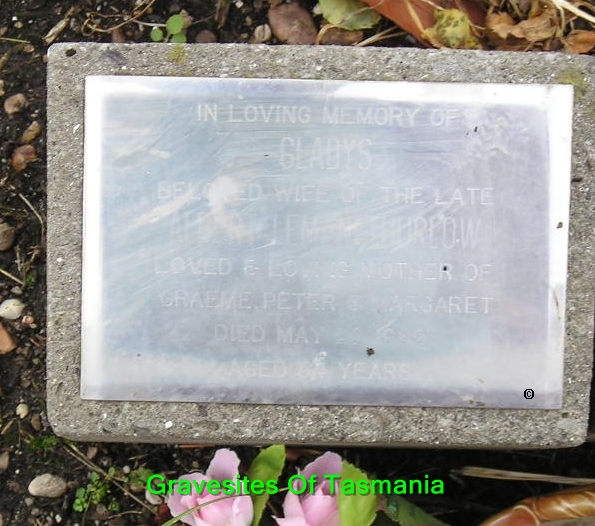 IN LOVING MEMORY OF
GLADYS
BELOVED WIFE OF THE LATE
THURLOW
LOVED & LOVING MOTHER OF
GRAEME, PETER & MARGARET
DIED MAY
AGED YEARS
©
Gravesites Of Tasmania